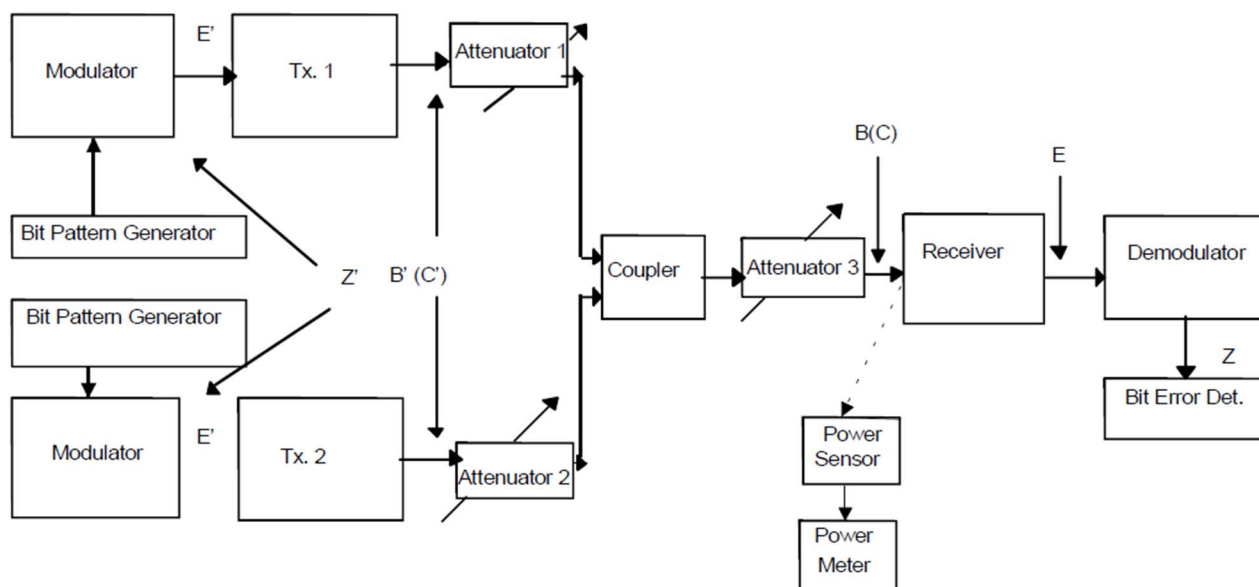 E’
Modulator
Tx. 1
Attenuator 1
B(C)
E
Bit Pattern Generator
Receiver
Demodulator
Coupler
Attenuator 3
Z’
B’ (C’)
Bit Pattern Generator
Z
Bit Error Det.
E’
Modulator
Tx. 2
Attenuator 2
Power
Sensor
Power
Meter